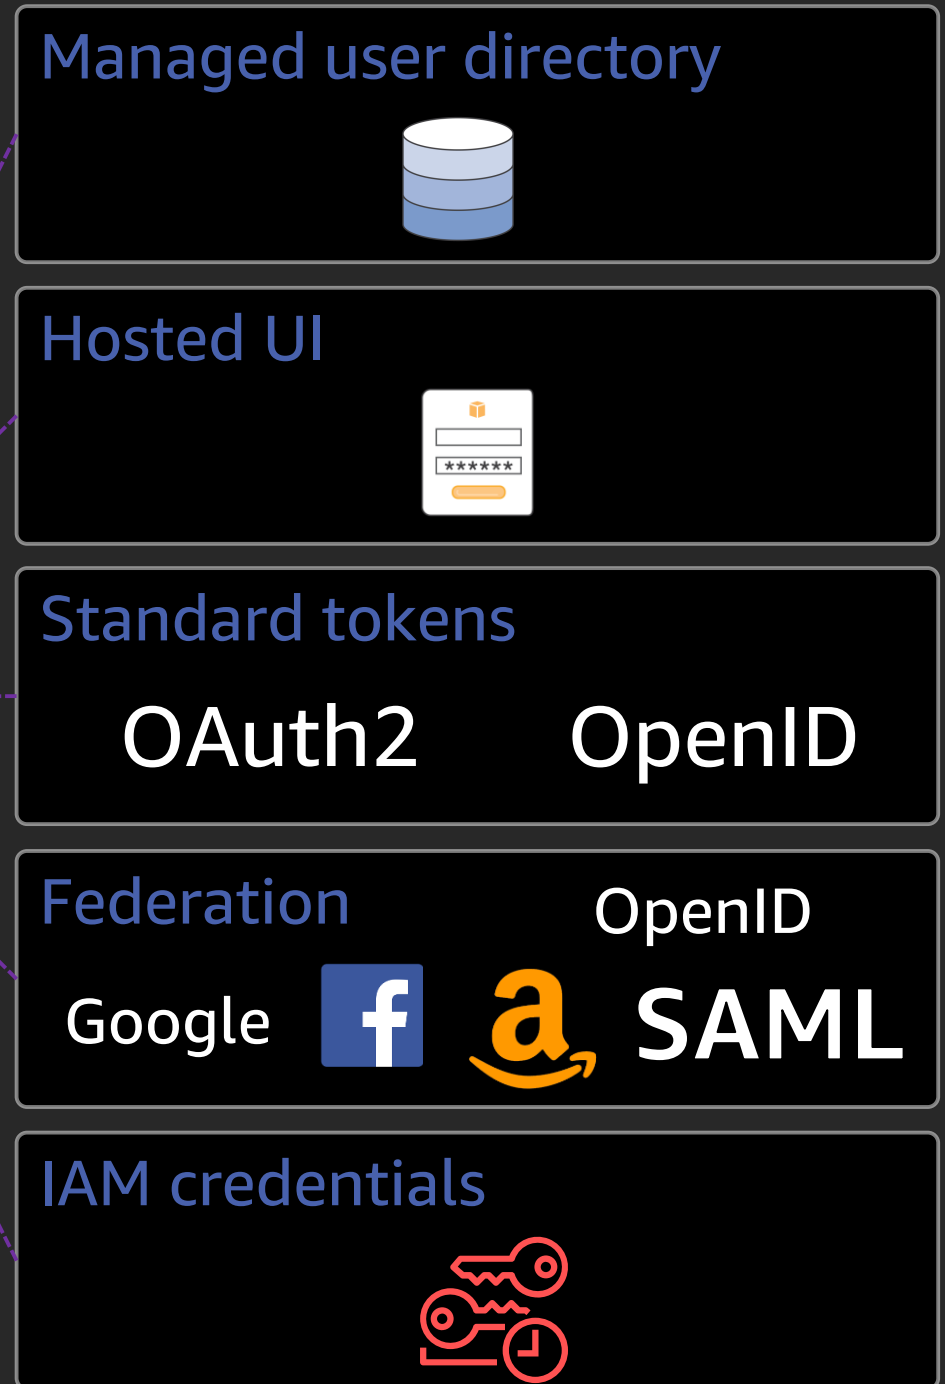 Managed user directory
Hosted UI
******
Standard tokens
OAuth2 OpenID
Federation OpenID
Google f a SAML
IAM credentials